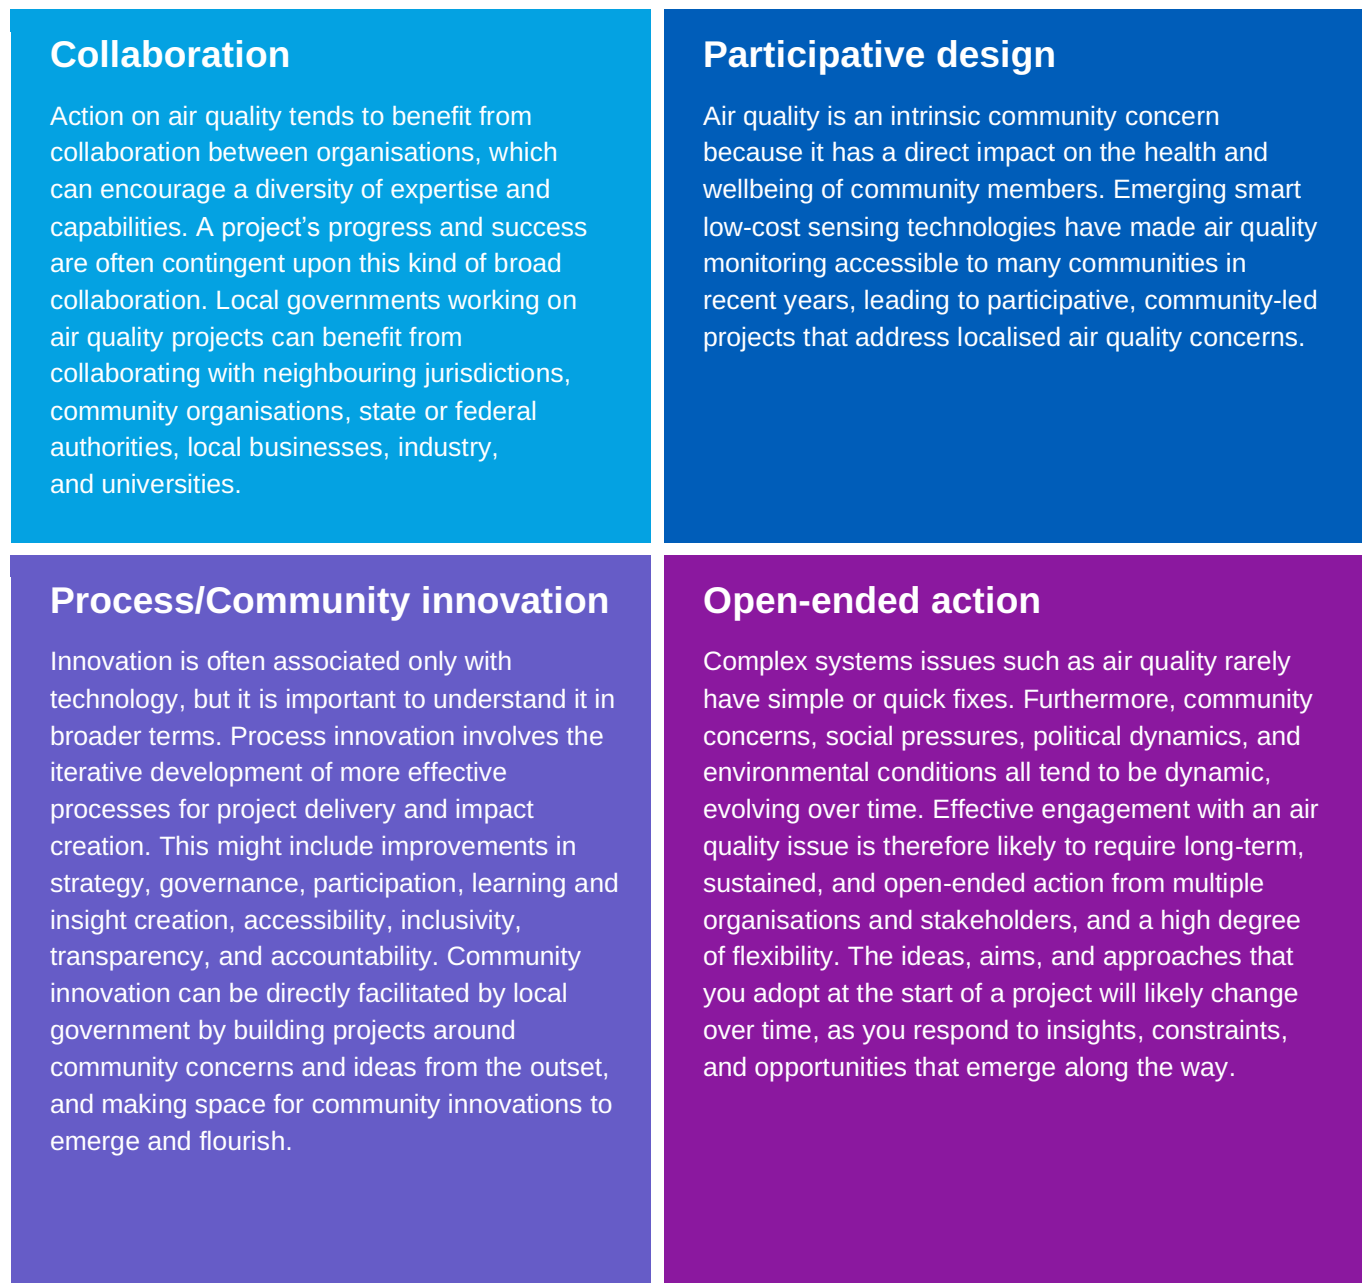 Collaboration
Action on air quality tends to benefit from
collaboration between organisations, which
can encourage a diversity of expertise and
capabilities. A project’s progress and success
are often contingent upon this kind of broad
collaboration. Local governments working on
air quality projects can benefit from
collaborating with neighbouring jurisdictions,
community organisations, state or federal
authorities, local businesses, industry,
and universities.
Participative design
Air quality is an intrinsic community concern
because it has a direct impact on the health and
wellbeing of community members. Emerging smart
low-cost sensing technologies have made air quality
monitoring accessible to many communities in
recent years, leading to participative, community-led
projects that address localised air quality concerns.
Process/Community innovation
Innovation is often associated only with
technology, but it is important to understand it in
broader terms. Process innovation involves the
iterative development of more effective
processes for project delivery and impact
creation. This might include improvements in
strategy, governance, participation, learning and
insight creation, accessibility, inclusivity,
transparency, and accountability. Community
innovation can be directly facilitated by local
government by building projects around
community concerns and ideas from the outset,
and making space for community innovations to
emerge and flourish.
Open-ended action
Complex systems issues such as air quality rarely
have simple or quick fixes. Furthermore, community
concerns, social pressures, political dynamics, and
environmental conditions all tend to be dynamic,
evolving over time. Effective engagement with an air
quality issue is therefore likely to require long-term,
sustained, and open-ended action from multiple
organisations and stakeholders, and a high degree
of flexibility. The ideas, aims, and approaches that
you adopt at the start of a project will likely change
over time, as you respond to insights, constraints,
and opportunities that emerge along the way.